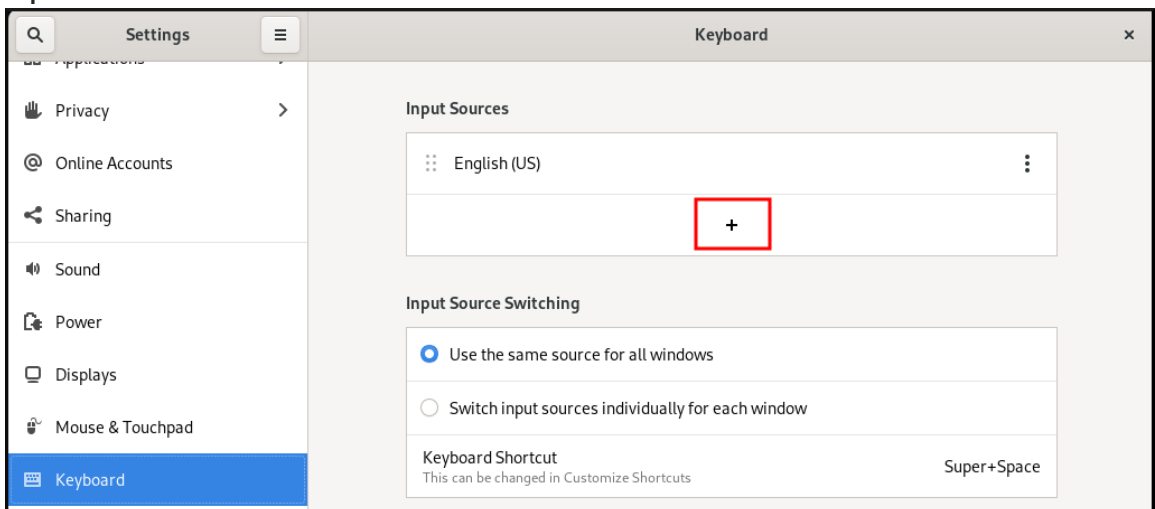 Settings
Keyboard
Applications
Privacy
Online Accounts
Sharing
Sound
Power
Displays
Mouse & Touchpad
Keyboard
Input Sources
English (US)
+
Input Source Switching
Use the same source for all windows
Switch input sources individually for each window
Keyboard Shortcut
This can be changed in Customize Shortcuts
Super+Space